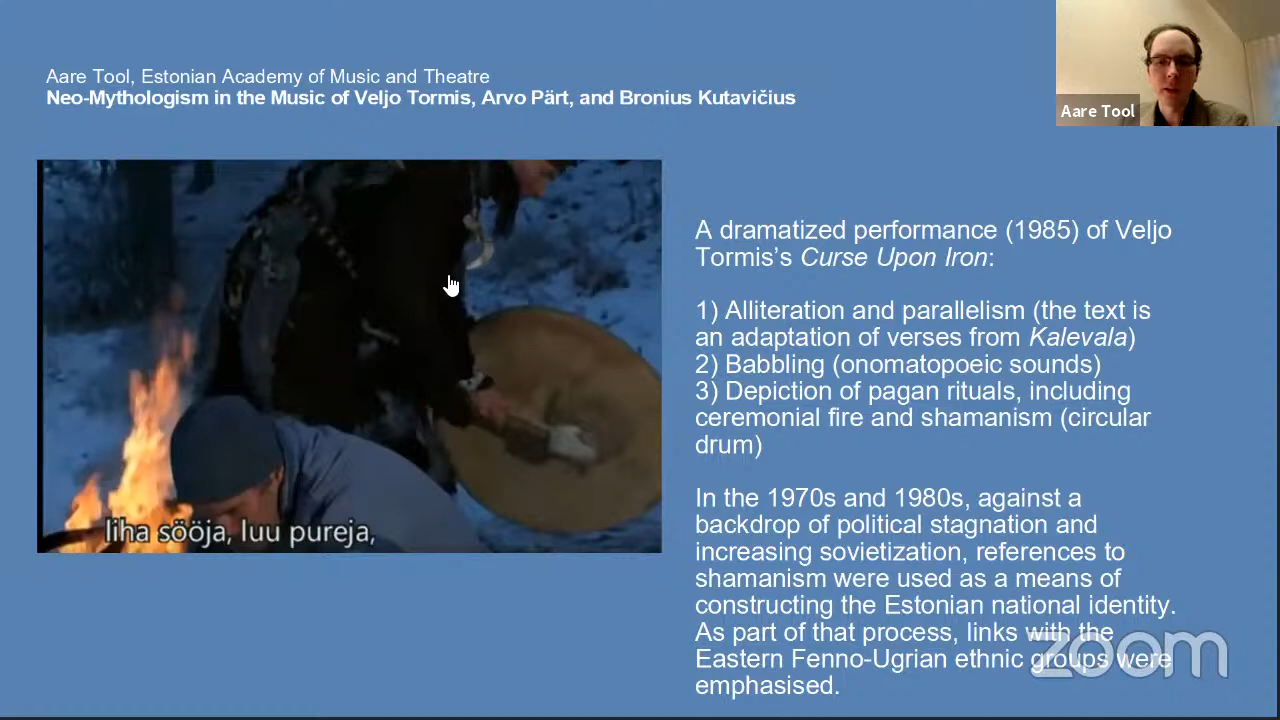 Aare Tool, Estonian Academy of Music and Theatre
Neo-Mythologism in the Music of Veljo Tormis, Arvo Pärt, and Bronius Kutavičius
Aare Tool
liha sööja, luu pureja,
A dramatized performance (1985) of Veljo
Tormis’s Curse Upon Iron:
1) Alliteration and parallelism (the text is
an adaptation of verses from Kalevala)
2) Babbling (onomatopoeic sounds)
3) Depiction of pagan rituals, including
ceremonial fire and shamanism (circular
drum)
In the 1970s and 1980s, against a
backdrop of political stagnation and
increasing sovietization, references to
shamanism were used as a means of
constructing the Estonian national identity.
As part of that process, links with the
Eastern Fenno-Ugrian ethnic groups were
emphasised.
zoom